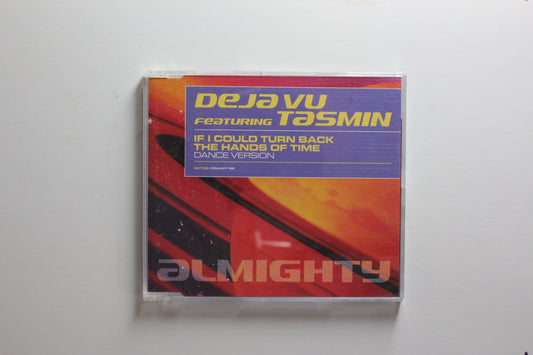 Deja Vu
Featuring Tasmin
IF I COULD TURN BACK
THE HANDS OF TIME
DANCE VERSION
aLMIGHTY